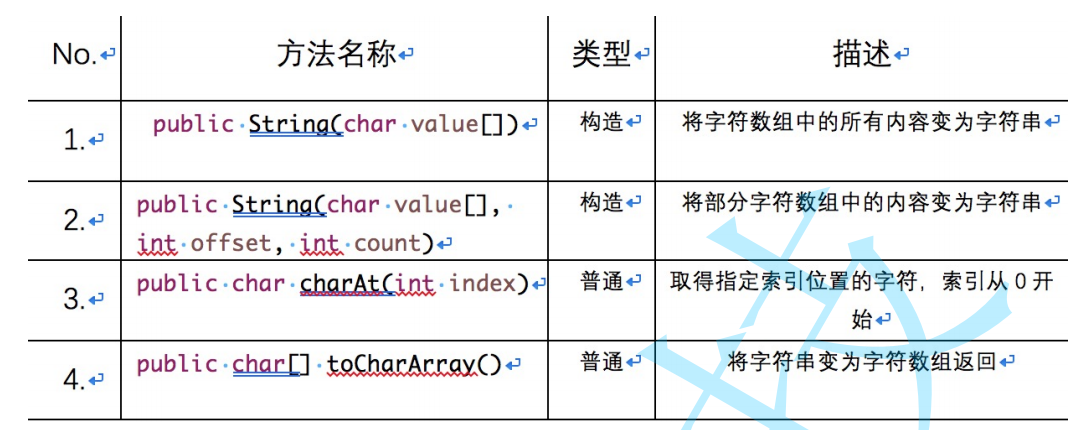 No. 方法名称 类型 描述
1. public String(char value[]) 构造 将字符数组中的所有内容变为字符串
2. public String(char value[], 构造 将部分字符数组中的内容变为字符串
int offset, int count)
3. public char charAt(int index) 普通 取得指定索引位置的字符，索引从 0 开
始
4. public char[] toCharArray() 普通 将字符串变为字符数组返回